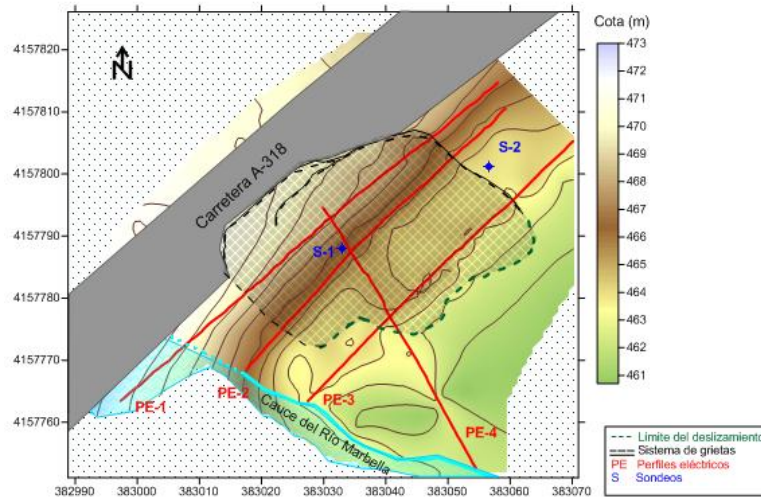 Cota (m)
473
472
471
470
469
468
467
466
465
464
463
462
461
4157820
4157810
4157800
4157790
4157780
4157770
4157760
N
Carretera A-318
S-2
S-1
PE-1
PE-2
PE-3
PE-4
Cauce del Río Marbella
382990 383000 383010 383020 383030 383040 383050 383060 383070
Limite del deslizamiento
Sistema de grietas
PE Perfiles eléctricos
S Sondeos